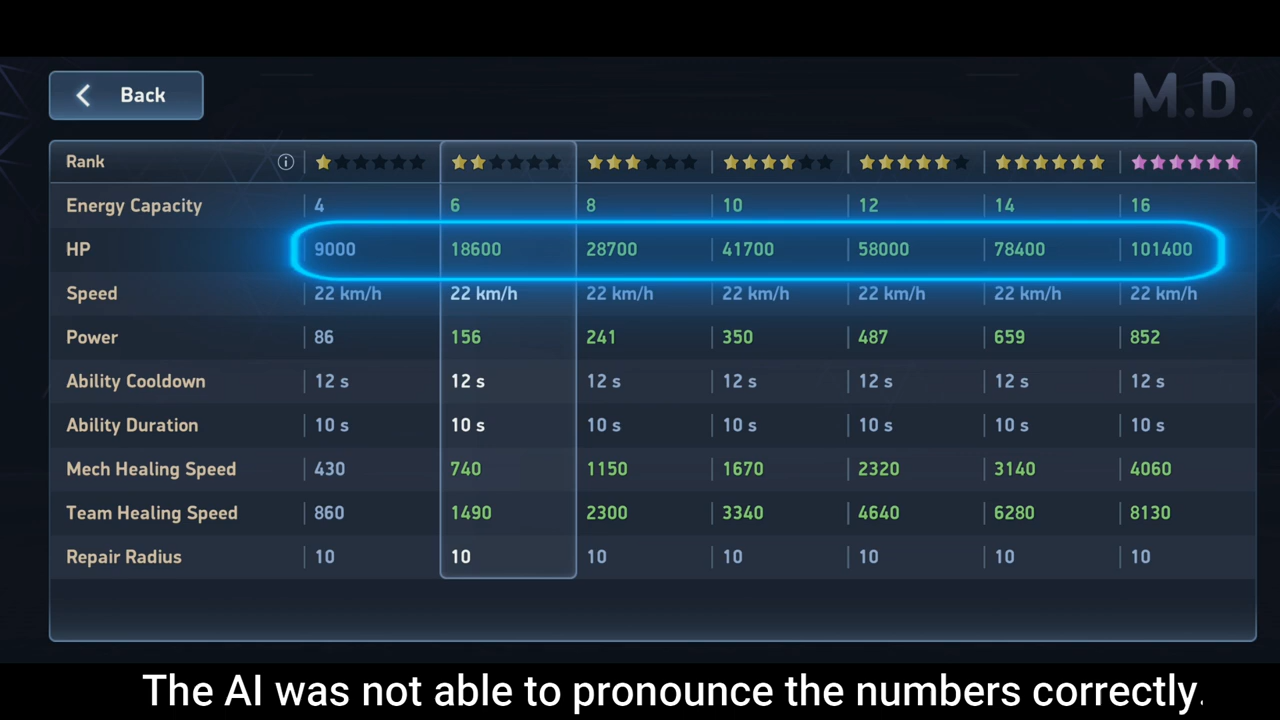 Back
M.D.
Rank
Energy Capacity 4 6 8 10 12 14 16
HP 9000 18600 28700 41700 58000 78400 101400
Speed 22 km/h 22 km/h 22 km/h 22 km/h 22 km/h 22 km/h 22 km/h
Power 86 156 241 350 487 659 852
Ability Cooldown 12 s 12 s 12 s 12 s 12 s 12 s 12 s
Ability Duration 10 s 10 s 10 s 10 s 10 s 10 s 10 s
Mech Healing Speed 430 740 1150 1670 2320 3140 4060
Team Healing Speed 860 1490 2300 3340 4640 6280 8130
Repair Radius 10 10 10 10 10 10 10
The AI was not able to pronounce the numbers correctly.